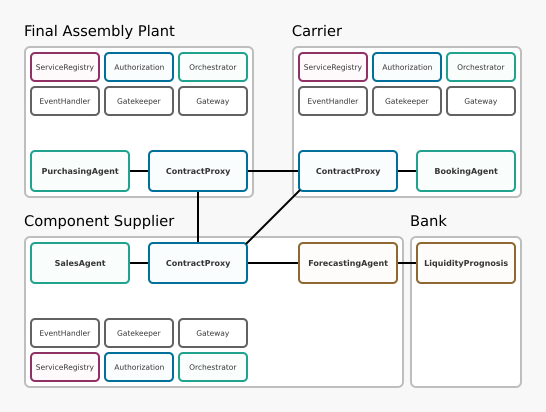 Final Assembly Plant
ServiceRegistry Authorization Orchestrator
EventHandler Gatekeeper Gateway
PurchasingAgent ContractProxy
Carrier
ServiceRegistry Authorization Orchestrator
EventHandler Gatekeeper Gateway
ContractProxy BookingAgent
Component Supplier
SalesAgent ContractProxy ForecastingAgent
EventHandler Gatekeeper Gateway
ServiceRegistry Authorization Orchestrator
Bank
LiquidityPrognosis